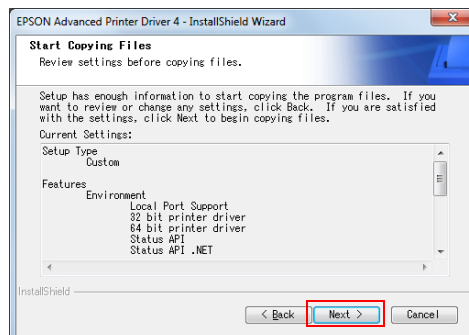 EPSON Advanced Printer Driver 4 - InstallShield Wizard
Start Copying Files
Review settings before copying files.
Setup has enough information to start copying the program files.  If you
want to review or change any settings, click Back.  If you are satisfied
with the settings, click Next to begin copying files.
Current Settings:
Setup Type
Custom
Features
Environment
Local Port Support
32 bit printer driver
64 bit printer driver
Status API
Status API .NET
InstallShield
< Back
Next >
Cancel